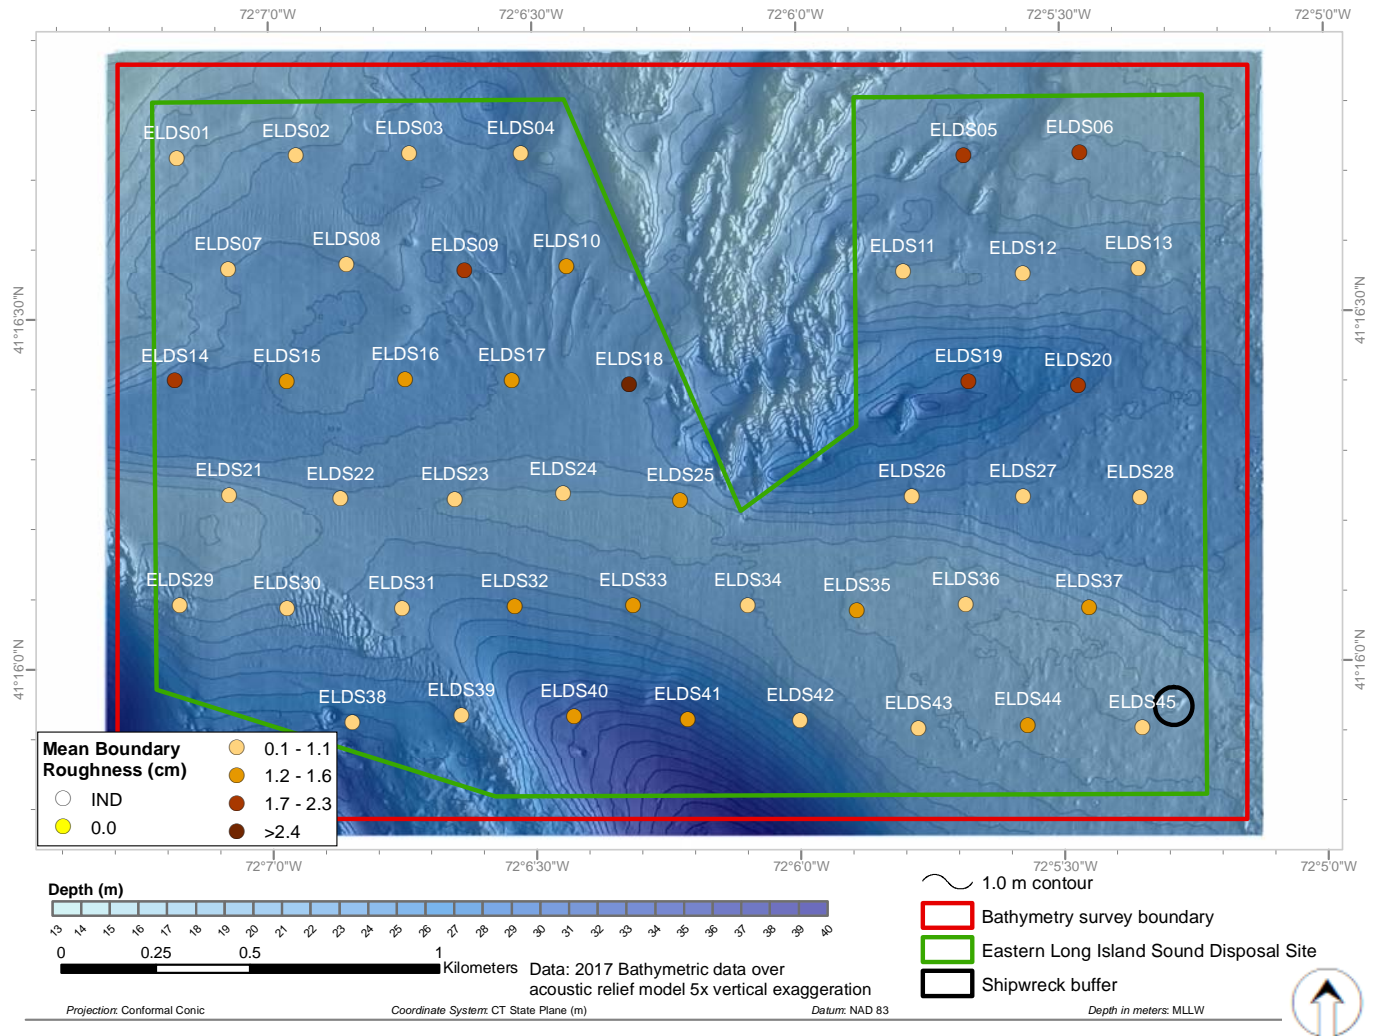 72°7'0"W 72°6'30"W 72°6'0"W 72°5'30"W 72°5'0"W
ELDS01 ELDS02 ELDS03 ELDS04 ELDS05 ELDS06
ELDS07 ELDS08 ELDS09 ELDS10 ELDS11 ELDS12 ELDS13
41°16'30"N 41°16'30"N
ELDS14 ELDS15 ELDS16 ELDS17 ELDS18 ELDS19 ELDS20
ELDS21 ELDS22 ELDS23 ELDS24 ELDS25 ELDS26 ELDS27 ELDS28
ELDS29 ELDS30 ELDS31 ELDS32 ELDS33 ELDS34 ELDS35 ELDS36 ELDS37
41°16'0"N 41°16'0"N
ELDS38 ELDS39 ELDS40 ELDS41 ELDS42 ELDS43 ELDS44 ELDS45
Mean Boundary
Roughness (cm)
IND
0.0
0.1 - 1.1
1.2 - 1.6
1.7 - 2.3
>2.4
72°7'0"W 72°6'30"W 72°6'0"W 72°5'30"W 72°5'0"W
Depth (m)
13 14 15 16 17 18 19 20 21 22 23 24 25 26 27 28 29 30 31 32 33 34 35 36 37 38 39 40
0 0.25 0.5 1
Kilometers
Data: 2017 Bathymetric data over
acoustic relief model 5x vertical exaggeration
1.0 m contour
Bathymetry survey boundary
Eastern Long Island Sound Disposal Site
Shipwreck buffer
Projection: Conformal Conic Coordinate System: CT State Plane (m) Datum: NAD 83 Depth in meters: MLLW